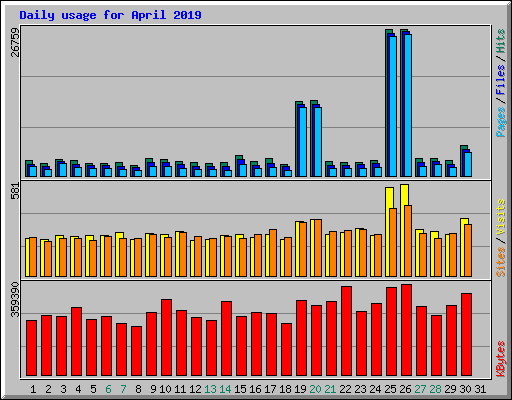 Daily usage for April 2019
26759
Pages / Files / Hits
581
Sites / Visits
359390
KBytes
1 2 3 4 5 6 7 8 9 10 11 12 13 14 15 16 17 18 19 20 21 22 23 24 25 26 27 28 29 30 31